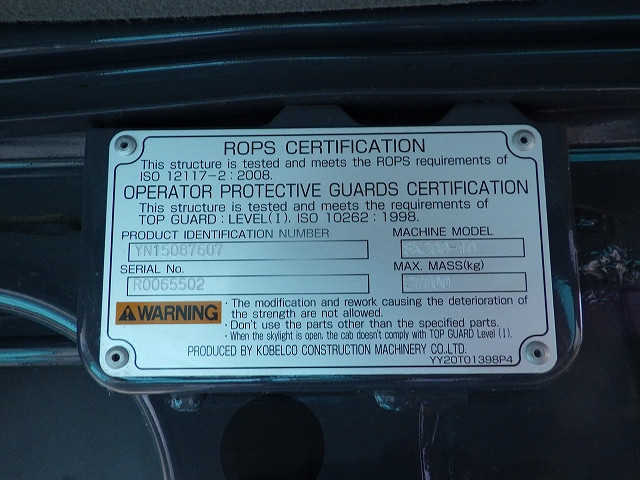 ROPS CERTIFICATION
This structure is tested and meets the ROPS requirements of
ISO 12117-2 : 2008.
OPERATOR PROTECTIVE GUARDS CERTIFICATION
This structure is tested and meets the requirements of
TOP GUARD : LEVEL(I). ISO 10262 : 1998.
PRODUCT IDENTIFICATION NUMBER
MACHINE MODEL
YN15087607
SERIAL No.
MAX. MASS(kg)
R0065502
WARNING
· The modification and rework causing the deterioration of
the strength are not allowed.
· Don't use the parts other than the specified parts.
· When the skylight is open, the cab doesn't comply with TOP GUARD Level (I).
PRODUCED BY KOBELCO CONSTRUCTION MACHINERY CO.,LTD.
YY20T01398P4